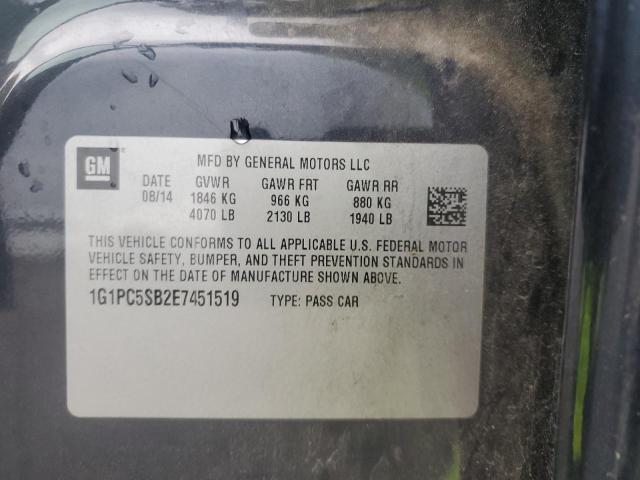 GM
MFD BY GENERAL MOTORS LLC
DATE GVWR GAWR FRT GAWR RR
08/14 1846 KG 966 KG 880 KG
4070 LB 2130 LB 1940 LB
THIS VEHICLE CONFORMS TO ALL APPLICABLE U.S. FEDERAL MOTOR
VEHICLE SAFETY, BUMPER, AND THEFT PREVENTION STANDARDS IN
EFFECT ON THE DATE OF MANUFACTURE SHOWN ABOVE.
1G1PC5SB2E7451519 TYPE: PASS CAR